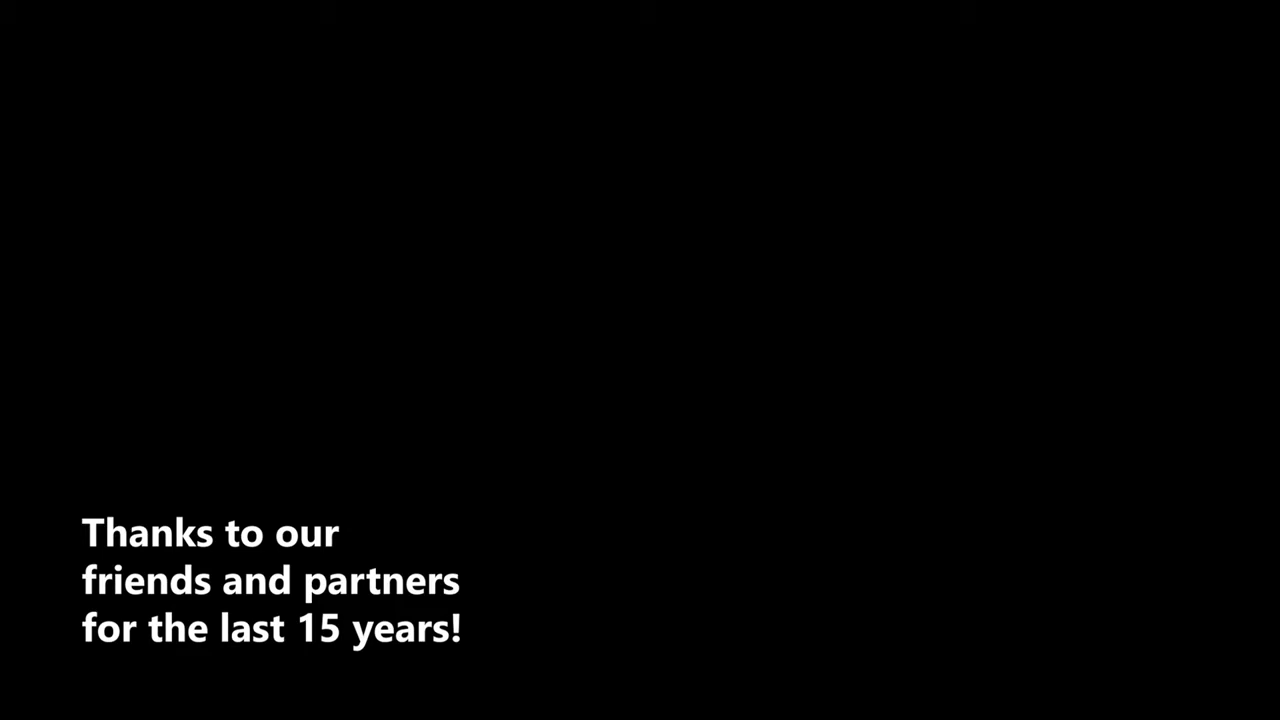 Thanks to our
friends and partners
for the last 15 years!